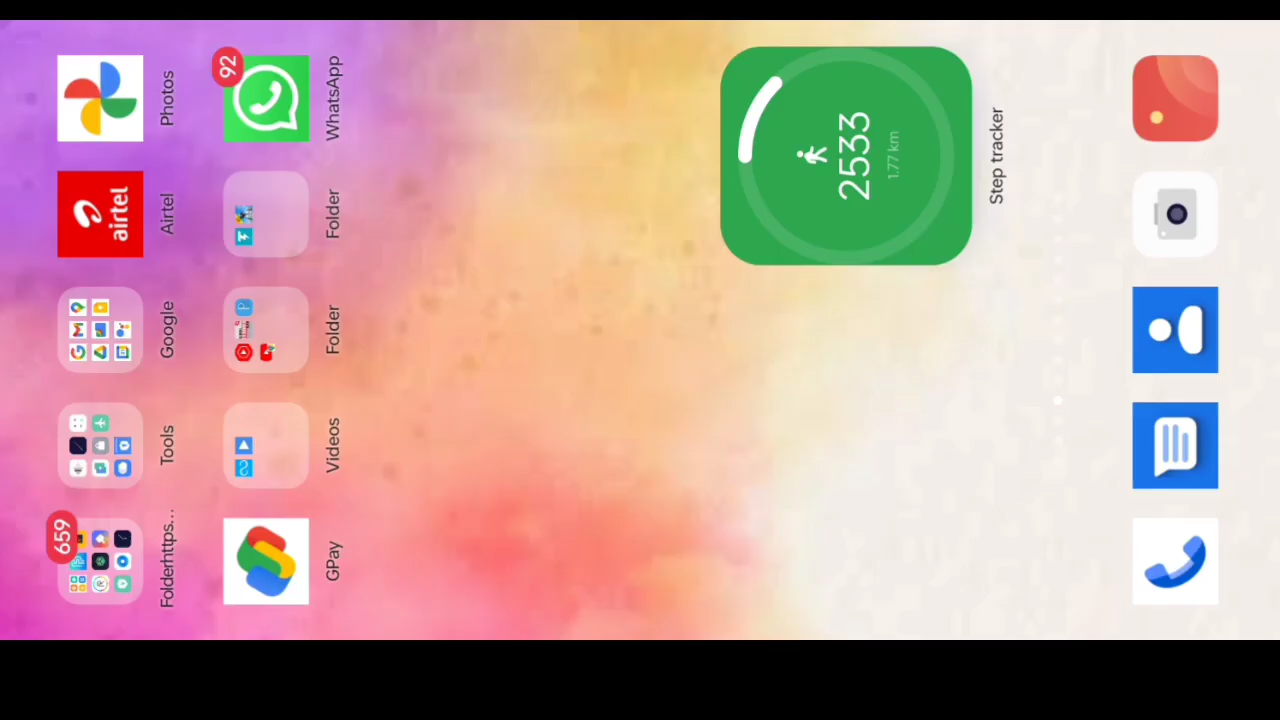 659
Folderhttps...
Tools
Google
airtel
Airtel
Photos
GPay
Videos
Folder
Folder
92
WhatsApp
2533
1.77 km
Step tracker